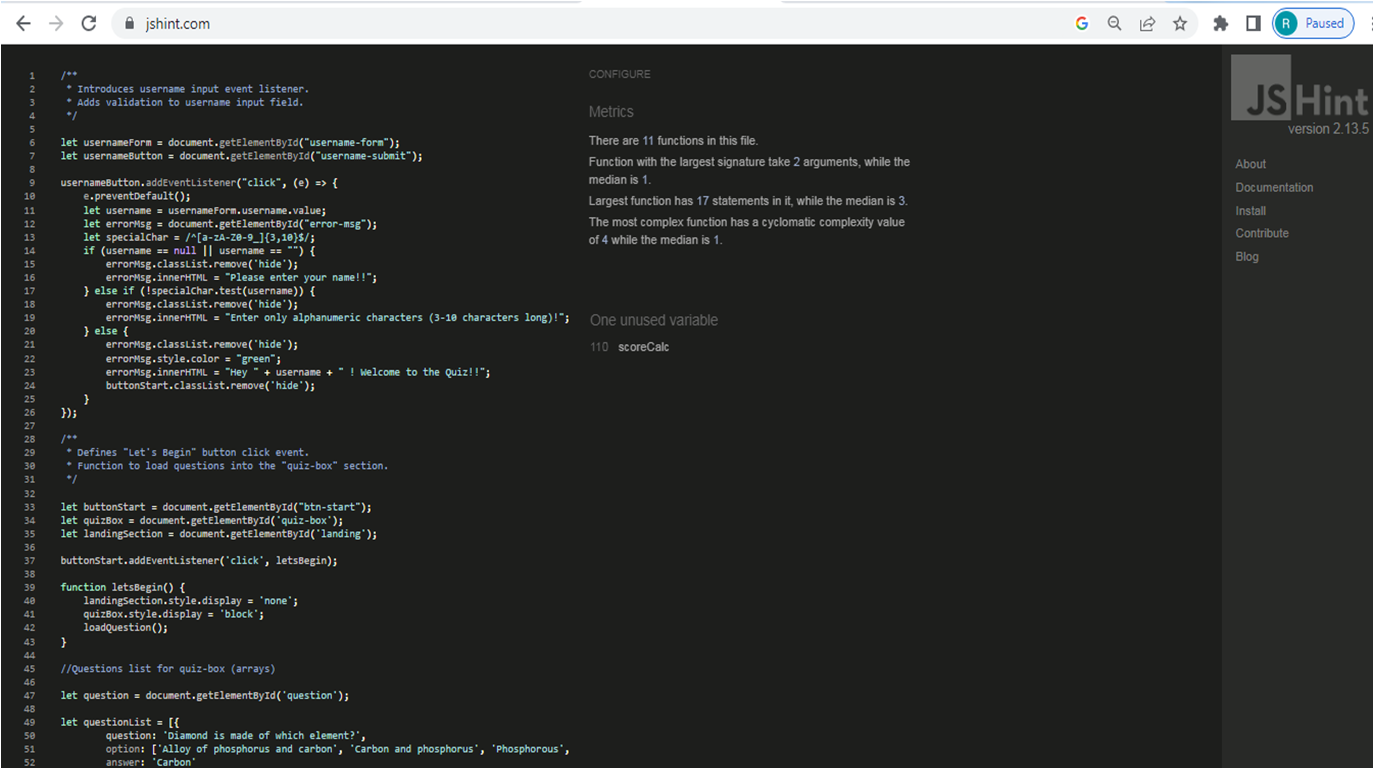 jshint.com
R Paused
1 /**
2 * Introduces username input event listener.
3 * Adds validation to username input field.
4 */
5
6 let usernameForm = document.getElementById("username-form");
7 let usernameButton = document.getElementById("username-submit");
8
9 usernameButton.addEventListener("click", (e) => {
10 e.preventDefault();
11 let username = usernameForm.username.value;
12 let errorMsg = document.getElementById("error-msg");
13 let specialChar = /^[a-zA-Z0-9_]{3,10}$/;
14 if (username == null || username == "") {
15 errorMsg.classList.remove('hide');
16 errorMsg.innerHTML = "Please enter your name!!";
17 } else if (!specialChar.test(username)) {
18 errorMsg.classList.remove('hide');
19 errorMsg.innerHTML = "Enter only alphanumeric characters (3-10 characters long)!";
20 } else {
21 errorMsg.classList.remove('hide');
22 errorMsg.style.color = "green";
23 errorMsg.innerHTML = "Hey " + username + " ! Welcome to the Quiz!!";
24 buttonStart.classList.remove('hide');
25 }
26 });
27
28 /**
29 * Defines "Let's Begin" button click event.
30 * Function to load questions into the "quiz-box" section.
31 */
32
33 let buttonStart = document.getElementById("btn-start");
34 let quizBox = document.getElementById('quiz-box');
35 let landingSection = document.getElementById('landing');
36
37 buttonStart.addEventListener('click', letsBegin);
38
39 function letsBegin() {
40 landingSection.style.display = 'none';
41 quizBox.style.display = 'block';
42 loadQuestion();
43 }
44
45 //Questions list for quiz-box (arrays)
46
47 let question = document.getElementById('question');
48
49 let questionList = [{
50 question: 'Diamond is made of which element?',
51 option: ['Alloy of phosphorus and carbon', 'Carbon and phosphorus', 'Phosphorous',
52 answer: 'Carbon'
CONFIGURE
Metrics
There are 11 functions in this file.
Function with the largest signature take 2 arguments, while the
median is 1.
Largest function has 17 statements in it, while the median is 3.
The most complex function has a cyclomatic complexity value
of 4 while the median is 1.
One unused variable
110 scoreCalc
JSHint
version 2.13.5
About
Documentation
Install
Contribute
Blog